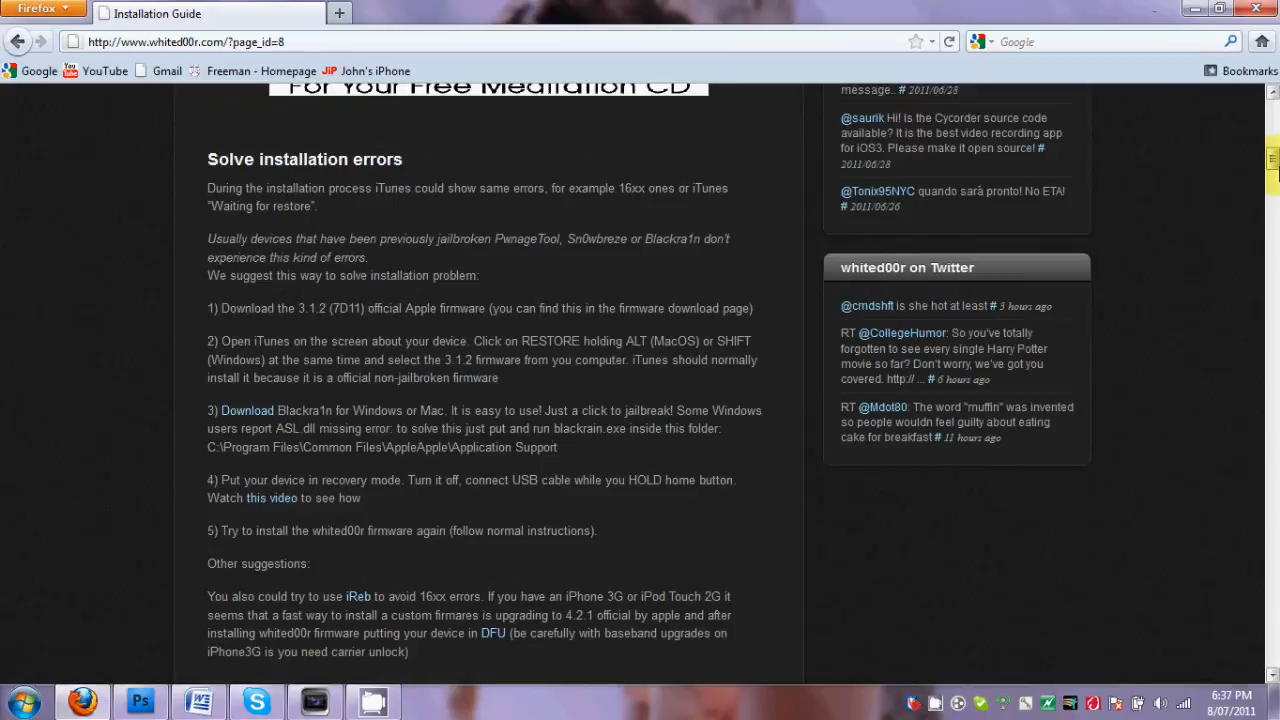 Firefox
Installation Guide
http://www.whited00r.com/?page_id=8
Google
Google
YouTube
Gmail
Freeman - Homepage
JiP John's iPhone
Bookmarks
For Your Free Meditation CD
Solve installation errors
During the installation process iTunes could show same errors, for example 16xx ones or iTunes
"Waiting for restore".
Usually devices that have been previously jailbroken PwnageTool, Sn0wbreze or Blackra1n don't
experience this kind of errors.
We suggest this way to solve installation problem:
1) Download the 3.1.2 (7D11) official Apple firmware (you can find this in the firmware download page)
2) Open iTunes on the screen about your device. Click on RESTORE holding ALT (MacOS) or SHIFT
(Windows) at the same time and select the 3.1.2 firmware from you computer. iTunes should normally
install it because it is a official non-jailbroken firmware
3) Download Blackra1n for Windows or Mac. It is easy to use! Just a click to jailbreak! Some Windows
users report ASL.dll missing error: to solve this just put and run blackrain.exe inside this folder:
C:\Program Files\Common Files\AppleApple\Application Support
4) Put your device in recovery mode. Turn it off, connect USB cable while you HOLD home button.
Watch this video to see how
5) Try to install the whited00r firmware again (follow normal instructions).
Other suggestions:
You also could try to use iReb to avoid 16xx errors. If you have an iPhone 3G or iPod Touch 2G it
seems that a fast way to install a custom firmares is upgrading to 4.2.1 official by apple and after
installing whited00r firmware putting your device in DFU (be carefully with baseband upgrades on
iPhone3G is you need carrier unlock)
message.. # 2011/06/28
@saurik Hi! Is the Cycorder source code
available? It is the best video recording app
for iOS3. Please make it open source! #
2011/06/28
@Tonix95NYC quando sarà pronto! No ETA!
# 2011/06/26
whited00r on Twitter
@cmdshft is she hot at least # 5 hours ago
RT @CollegeHumor: So you've totally
forgotten to see every single Harry Potter
movie so far? Don't worry, we've got you
covered. http:// ... # 6 hours ago
RT @Mdot80: The word "muffin" was invented
so people wouldn feel guilty about eating
cake for breakfast # 11 hours ago
Ps
6:37 PM
8/07/2011